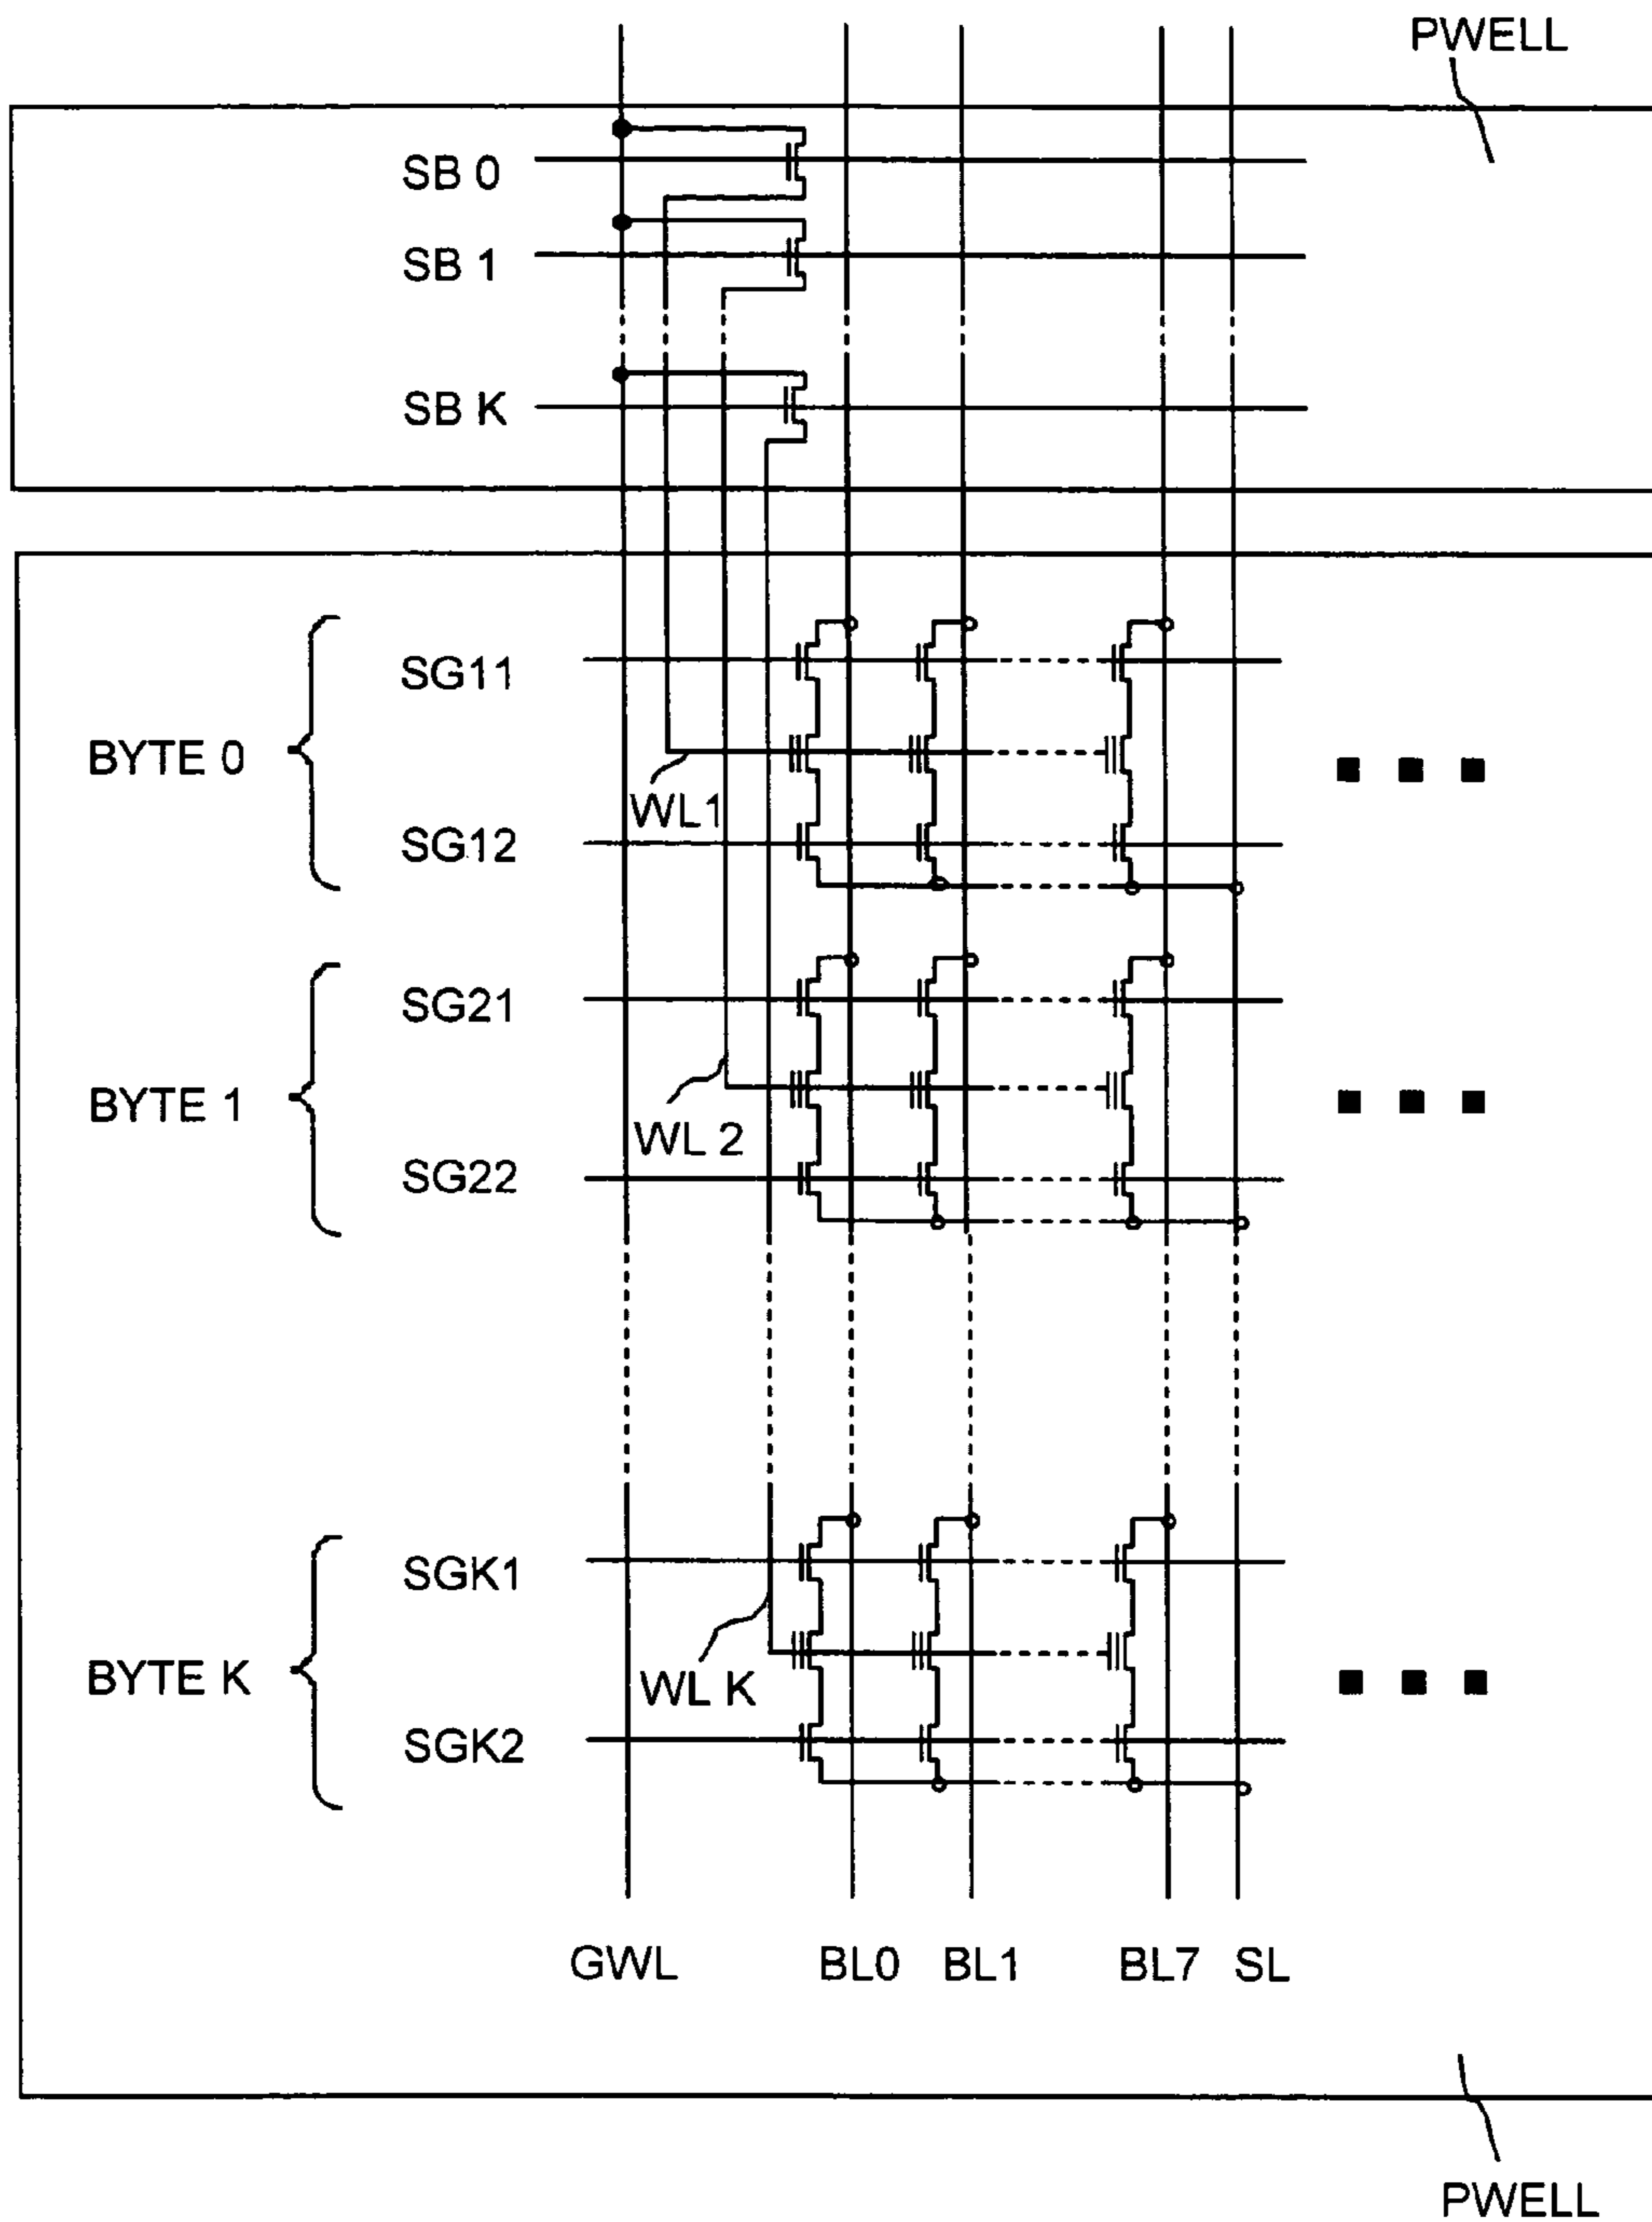 PWELL
SB 0
SB 1
SB K
SG11
BYTE 0
WL1
SG12
SG21
BYTE 1
WL 2
SG22
SGK1
BYTE K
WL K
SGK2
GWL BL0 BL1 BL7 SL
PWELL